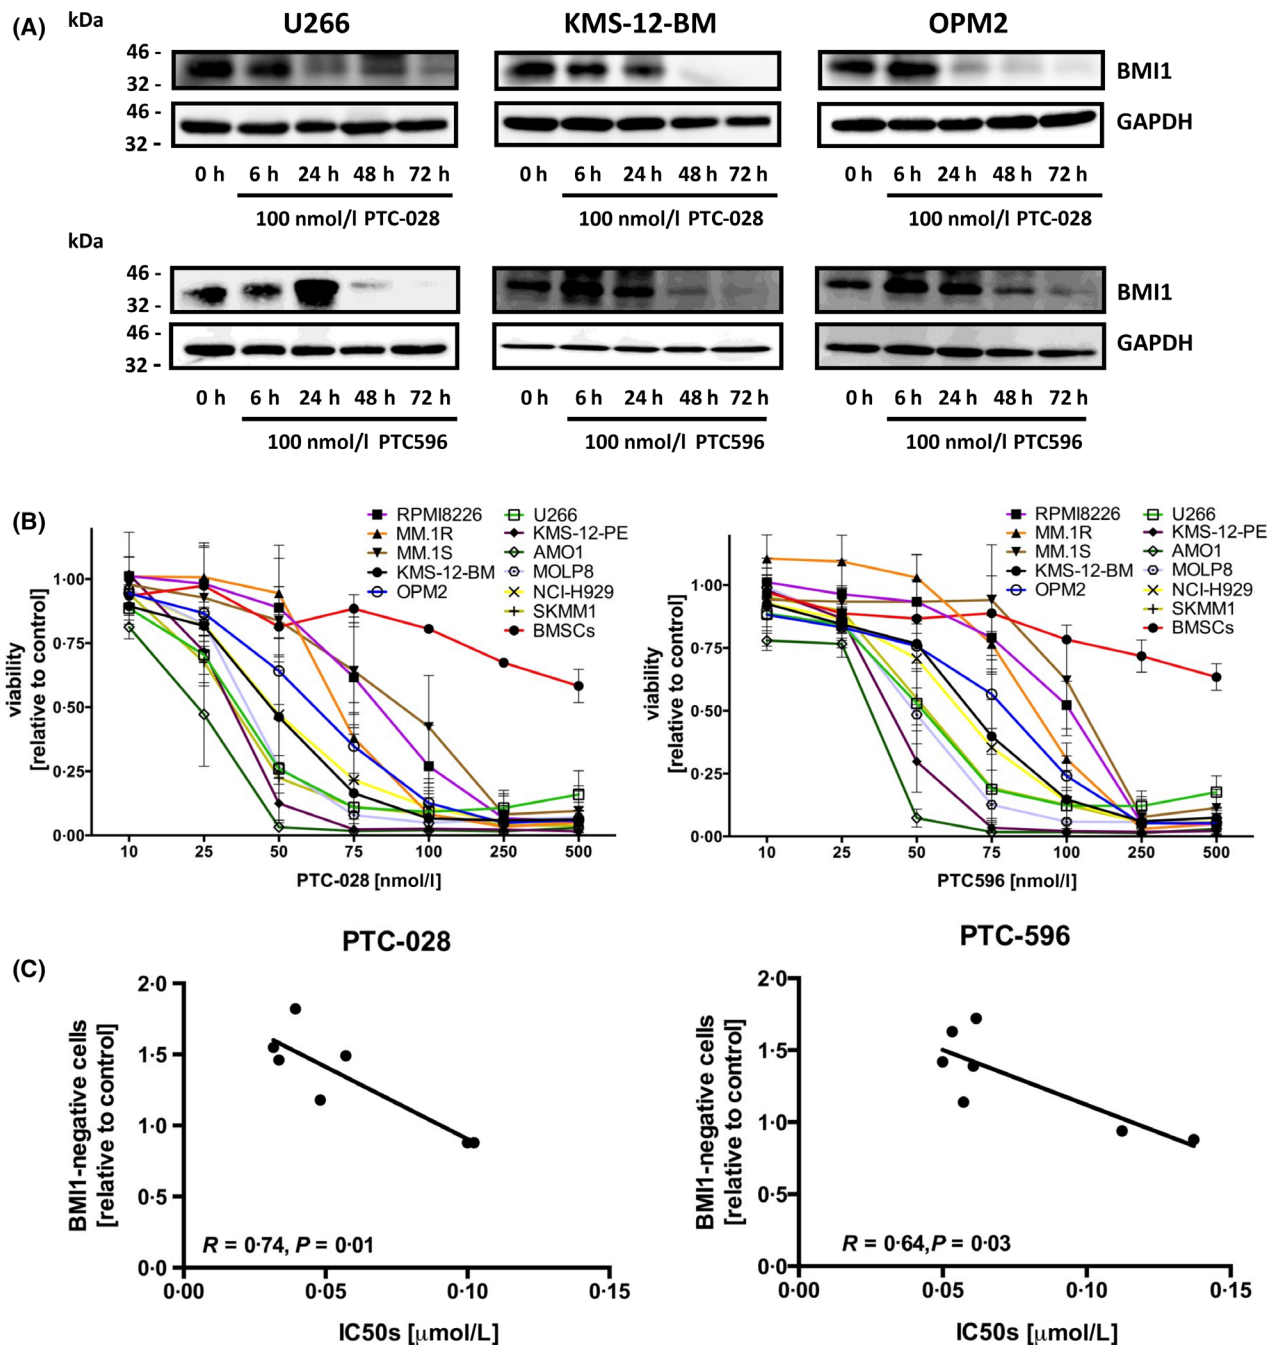 (A)
kDa
U266
KMS-12-BM
OPM2
46 -
32 -
BMI1
46 -
32 -
GAPDH
0 h 6 h 24 h 48 h 72 h
0 h 6 h 24 h 48 h 72 h
0 h 6 h 24 h 48 h 72 h
100 nmol/l PTC-028
100 nmol/l PTC-028
100 nmol/l PTC-028
kDa
46 -
32 -
BMI1
46 -
32 -
GAPDH
0 h 6 h 24 h 48 h 72 h
0 h 6 h 24 h 48 h 72 h
0 h 6 h 24 h 48 h 72 h
100 nmol/l PTC596
100 nmol/l PTC596
100 nmol/l PTC596
(B)
RPMI8226
MM.1R
MM.1S
KMS-12-BM
OPM2
U266
KMS-12-PE
AMO1
MOLP8
NCI-H929
SKMM1
BMSCs
viability
[relative to control]
1·00
0·75
0·50
0·25
0·00
10 25 50 75 100 250 500
PTC-028 [nmol/l]
RPMI8226
MM.1R
MM.1S
KMS-12-BM
OPM2
U266
KMS-12-PE
AMO1
MOLP8
NCI-H929
SKMM1
BMSCs
viability
[relative to control]
1·00
0·75
0·50
0·25
0·00
10 25 50 75 100 250 500
PTC596 [nmol/l]
(C)
PTC-028
BMI1-negative cells
[relative to control]
2·0
1·5
1·0
0·5
0·0
R = 0·74, P = 0·01
0·00 0·05 0·10 0·15
IC50s [µmol/L]
PTC-596
BMI1-negative cells
[relative to control]
2·0
1·5
1·0
0·5
0·0
R = 0·64,P = 0·03
0·00 0·05 0·10 0·15
IC50s [µmol/L]